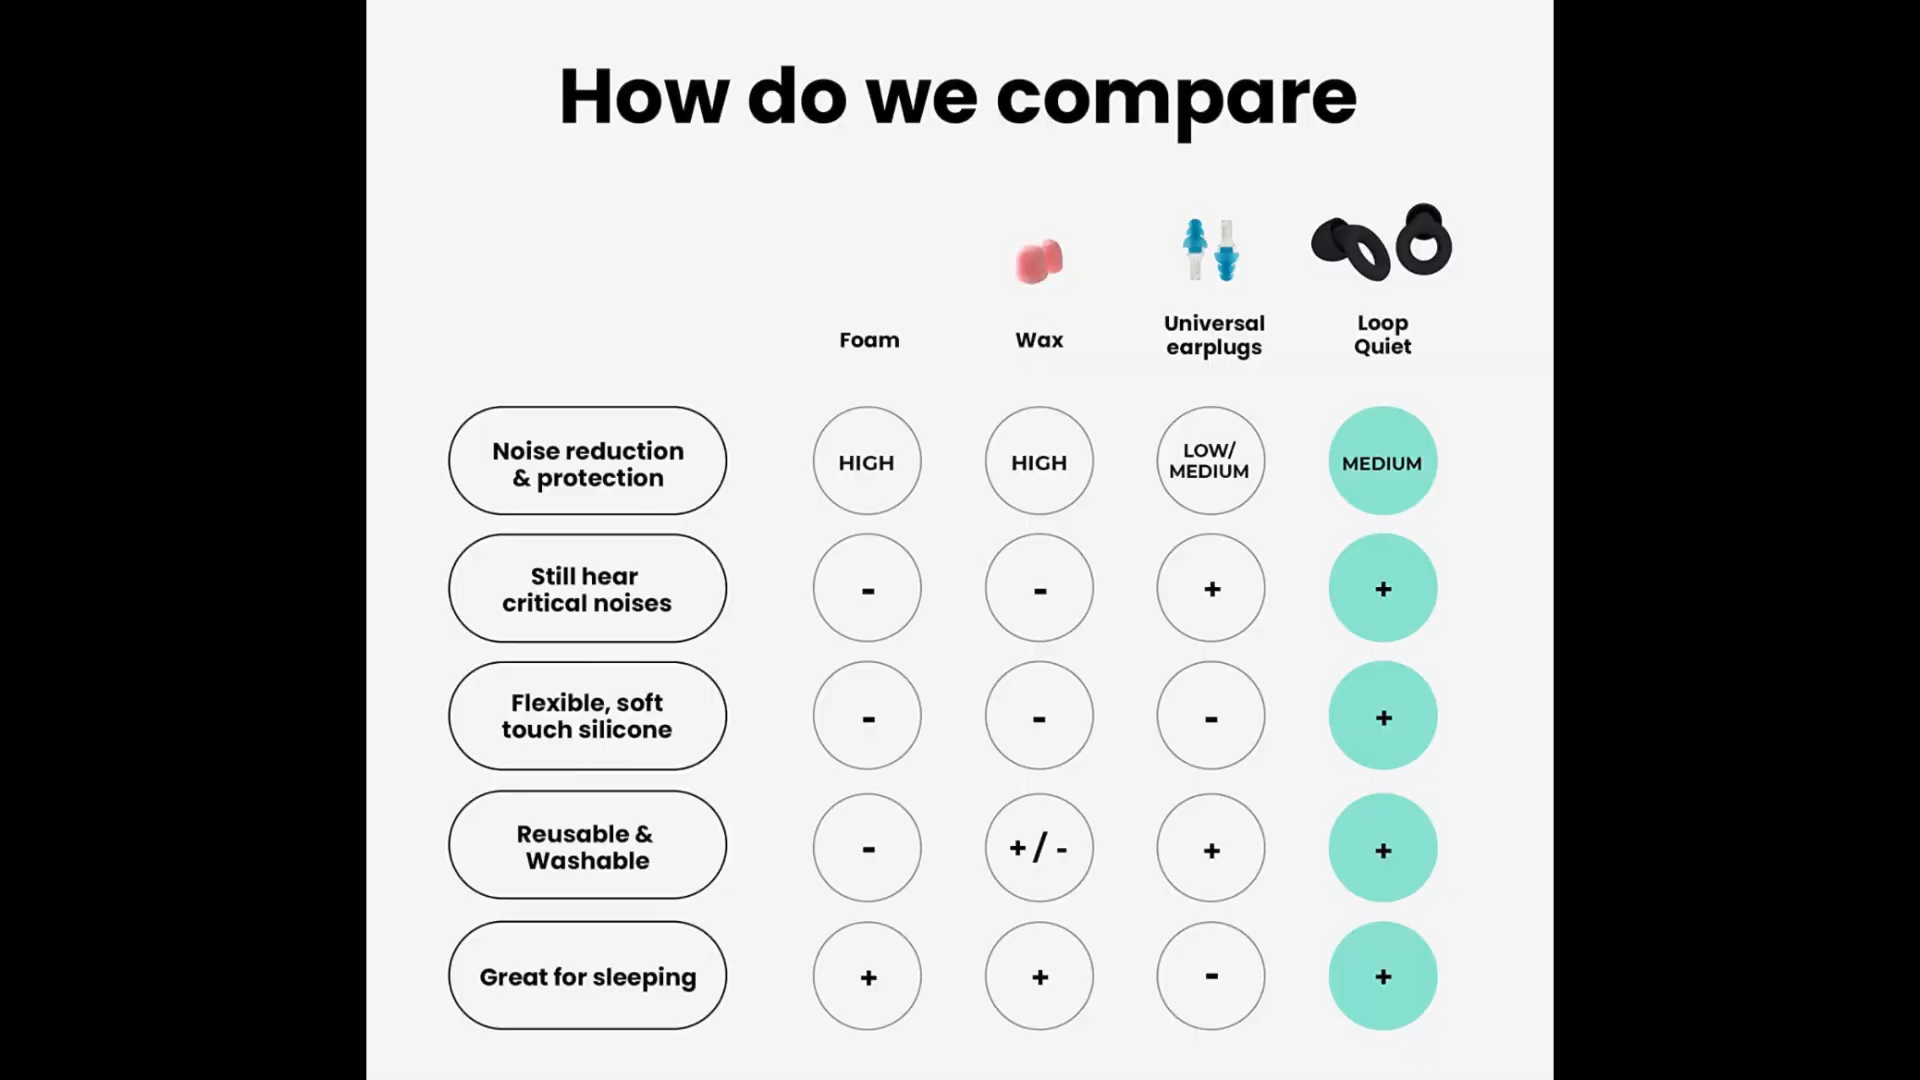 How do we compare
Foam
Wax
Universal
earplugs
Loop
Quiet
Noise reduction
& protection
HIGH
HIGH
LOW/
MEDIUM
MEDIUM
Still hear
critical noises
-
-
+
+
Flexible, soft
touch silicone
-
-
-
+
Reusable &
Washable
-
+/-
+
+
Great for sleeping
+
+
-
+